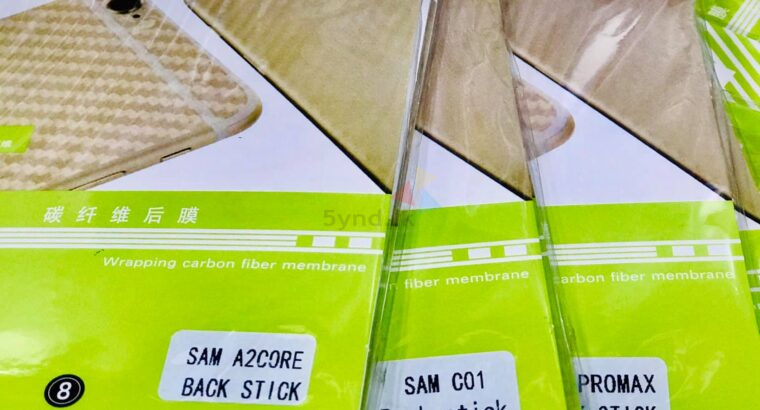 碳纤维后膜
Wrapping carbon fiber membrane
SAM A2CORE
BACK STICK
8
fiber membrane
SAM C01
carbon fiber membrane
PROMAX
STICK